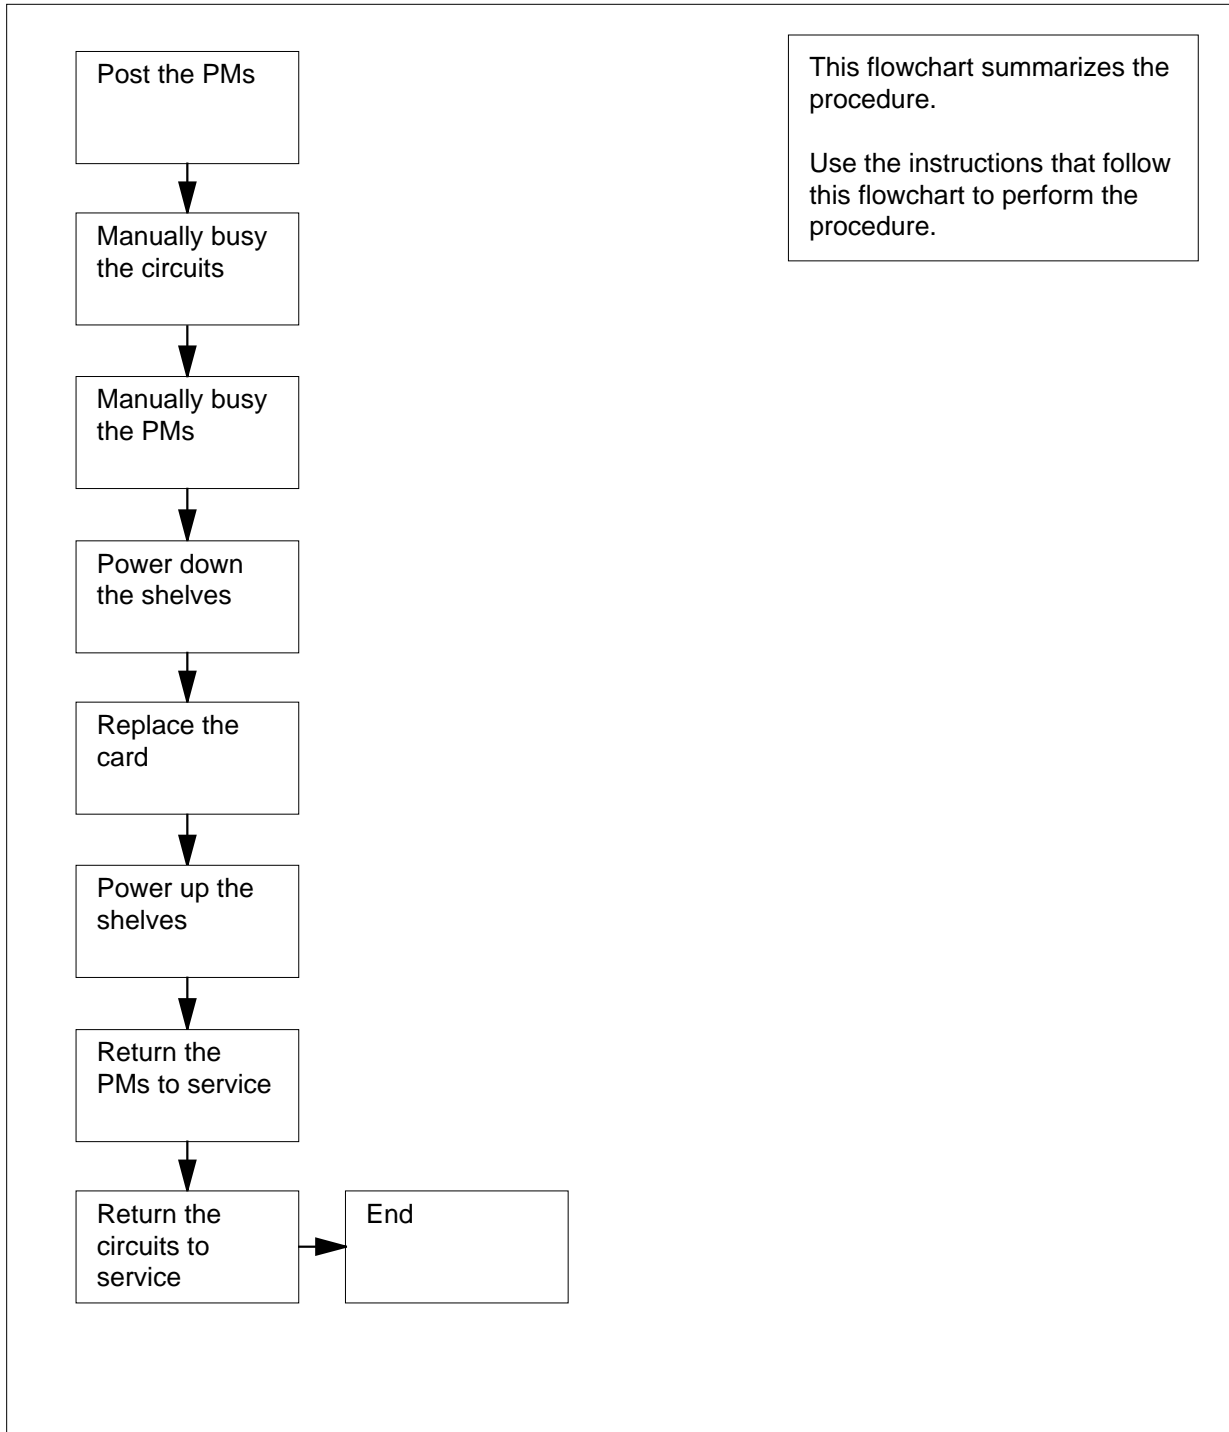 Post the PMs
This flowchart summarizes the
procedure.
Use the instructions that follow
this flowchart to perform the
procedure.
Manually busy
the circuits
Manually busy
the PMs
Power down
the shelves
Replace the
card
Power up the
shelves
Return the
PMs to service
Return the
circuits to
service
End